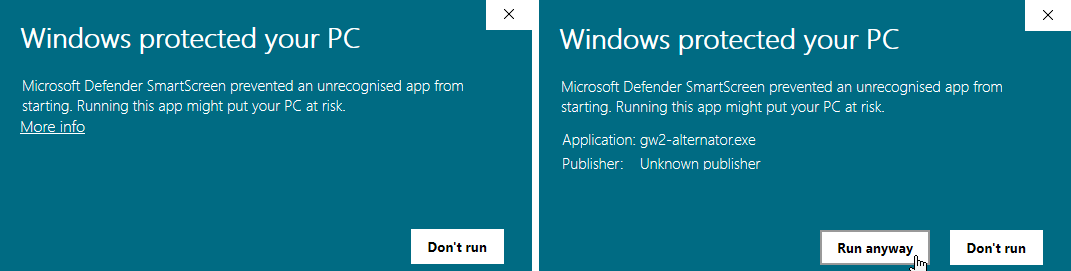 Windows protected your PC
Microsoft Defender SmartScreen prevented an unrecognised app from
starting. Running this app might put your PC at risk.
More info
Don't run
Windows protected your PC
Microsoft Defender SmartScreen prevented an unrecognised app from
starting. Running this app might put your PC at risk.
Application: gw2-alternator.exe
Publisher: Unknown publisher
Run anyway
Don't run